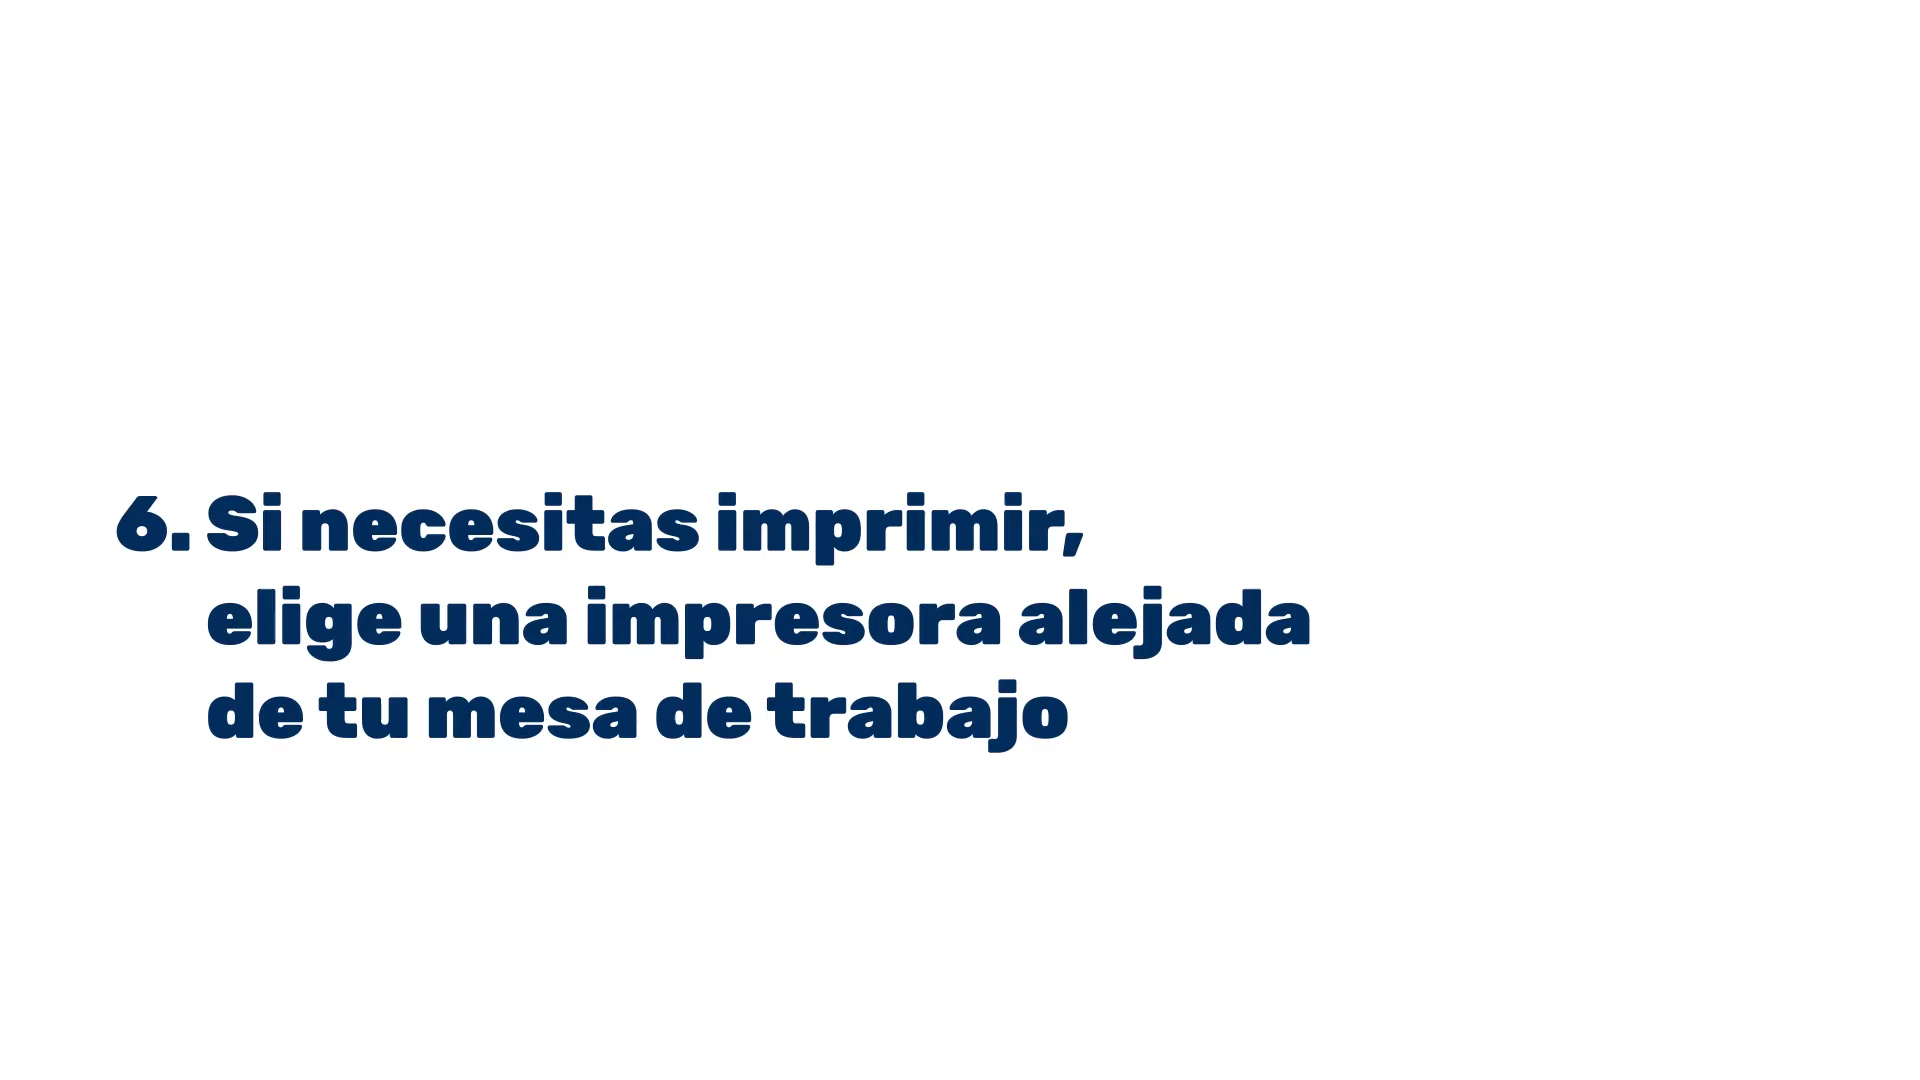 6. Si necesitas imprimir,
elige una impresora alejada
de tu mesa de trabajo